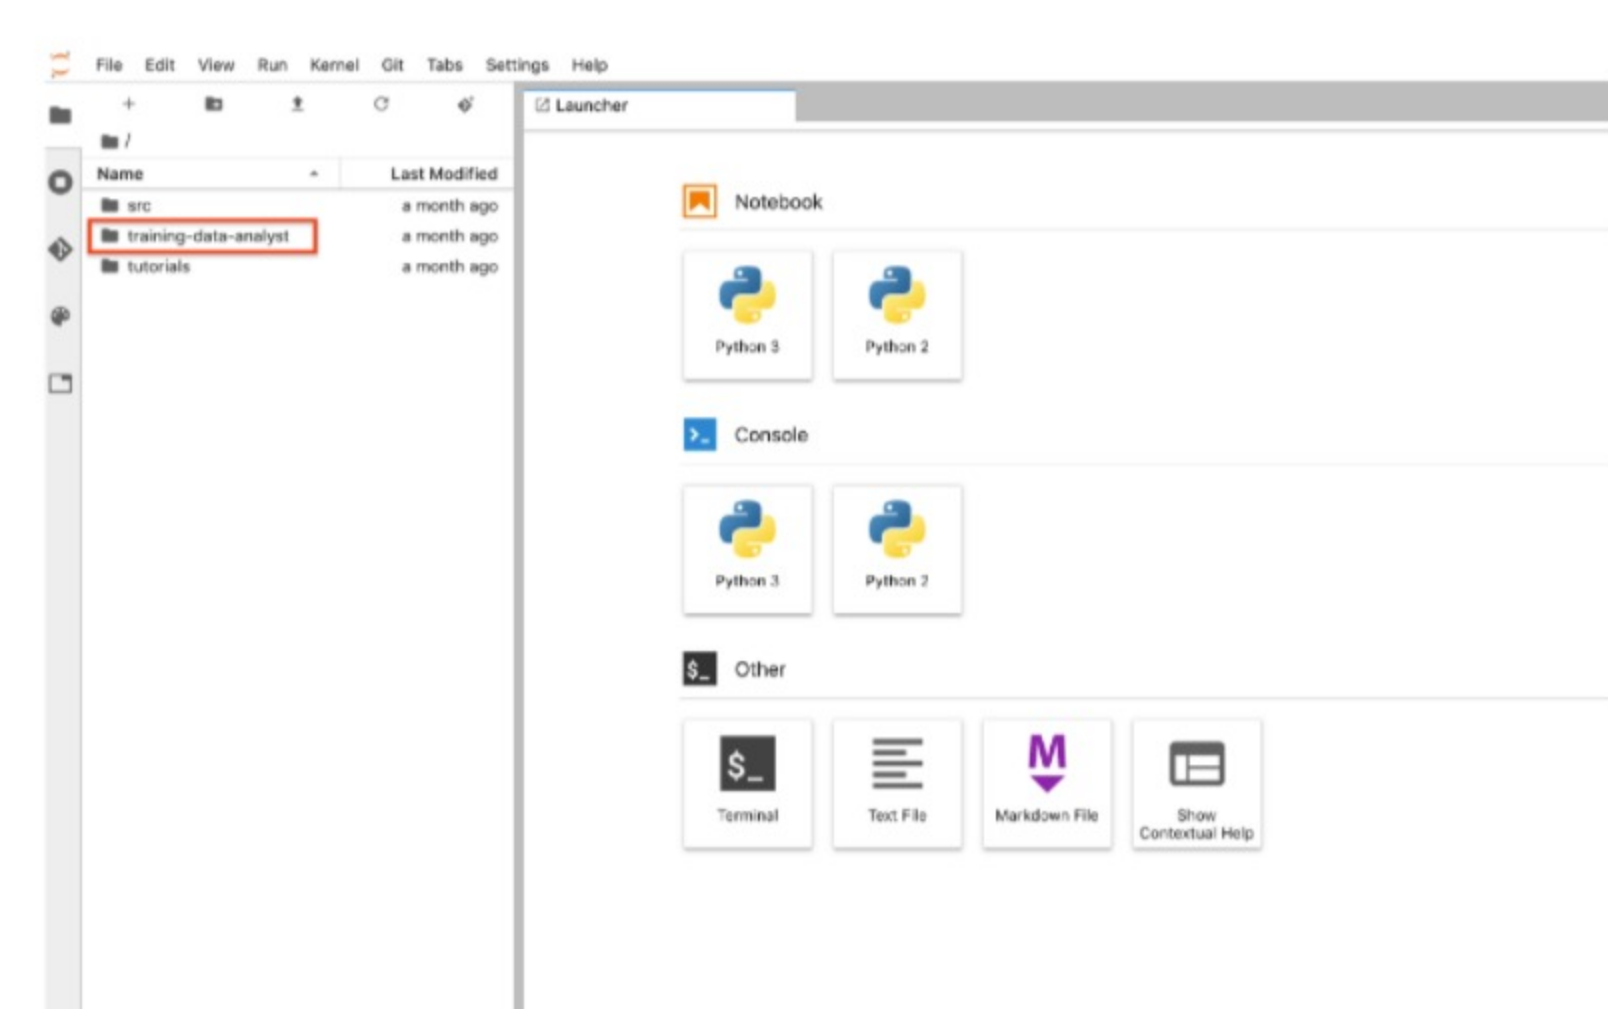 File Edit View Run Kernel Git Tabs Settings Help
Launcher
/
Name Last Modified
src a month ago
training-data-analyst a month ago
tutorials a month ago
Notebook
Python 3 Python 2
Console
Python 3 Python 2
$_ Other
$_
Terminal Text File Markdown File Show
Contextual Help